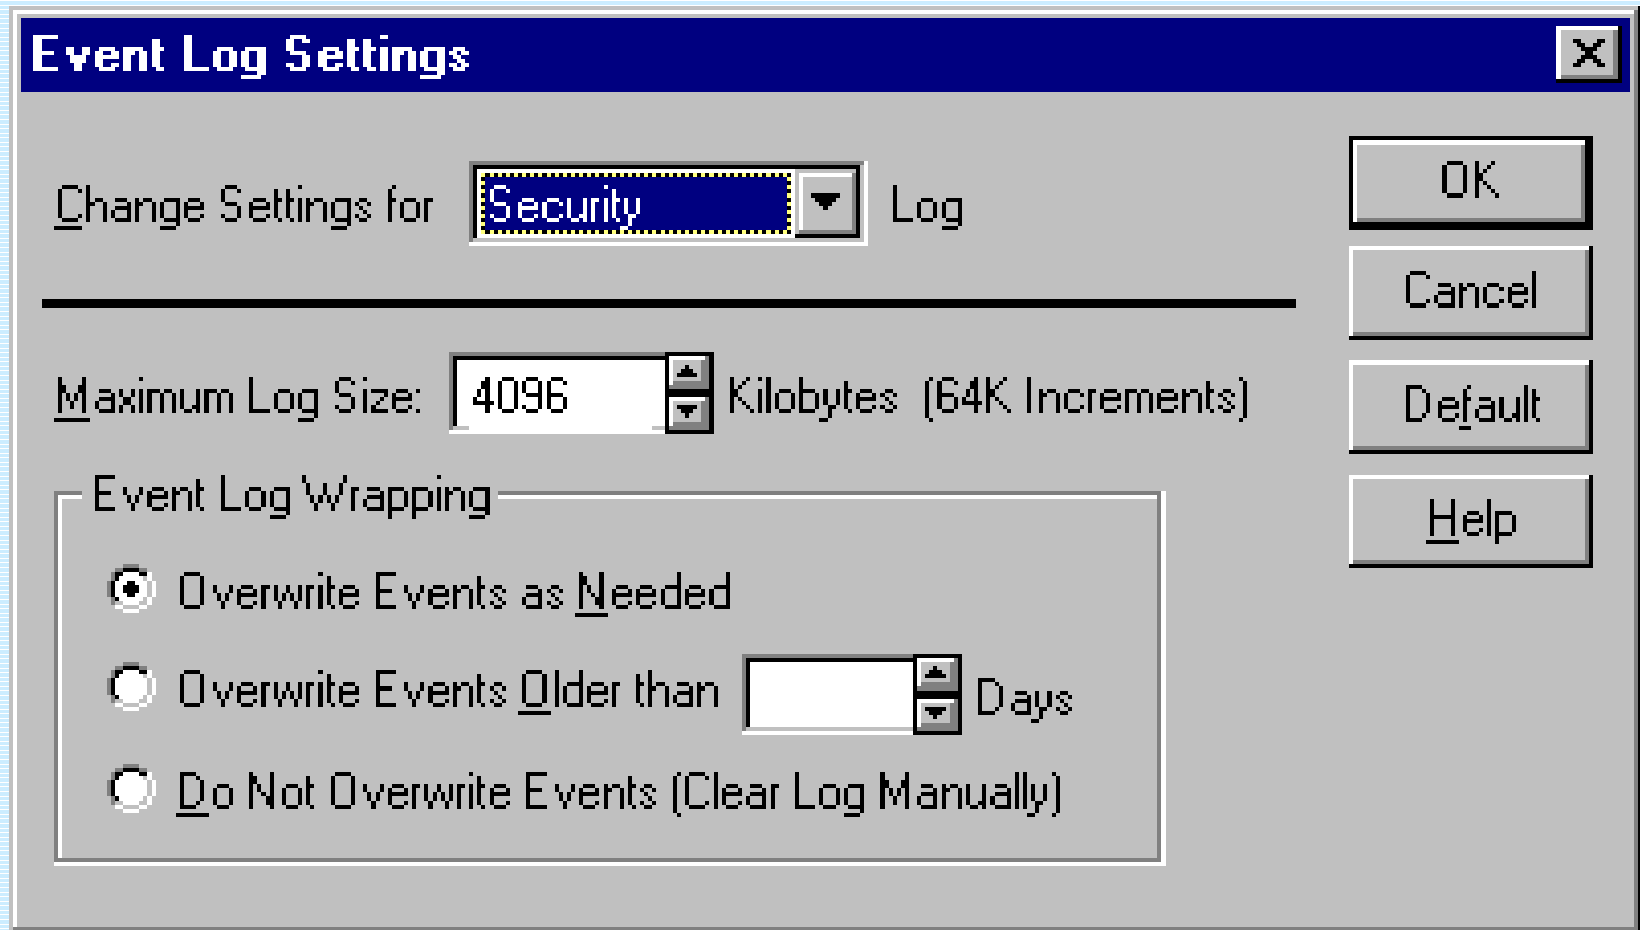 Event Log Settings
Change Settings for Security Log
OK
Cancel
Maximum Log Size: 4096 Kilobytes (64K Increments)
Default
Event Log Wrapping
Help
Overwrite Events as Needed
Overwrite Events Older than Days
Do Not Overwrite Events (Clear Log Manually)